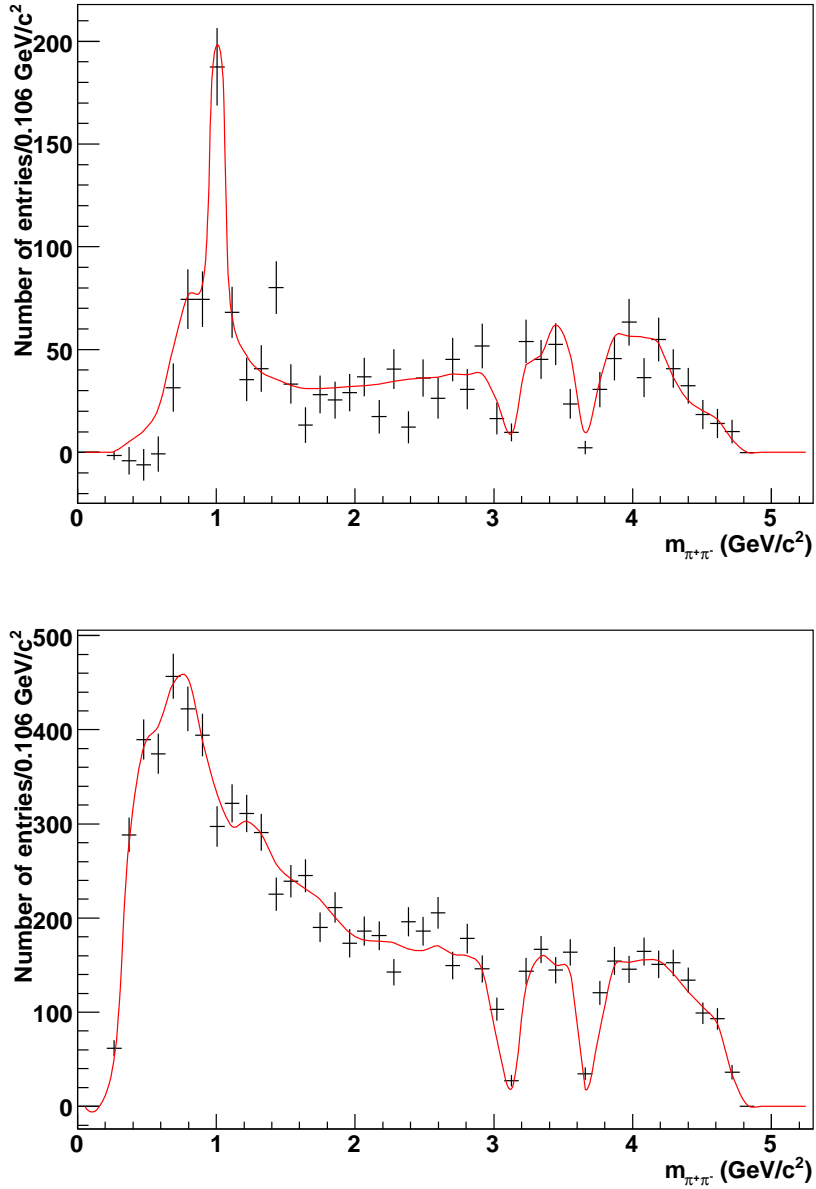 Number of entries/0.106 GeV/c²
200
150
100
50
0
0 1 2 3 4 5
m_π⁺π⁻ (GeV/c²)
Number of entries/0.106 GeV/c²
500
400
300
200
100
0
0 1 2 3 4 5
m_π⁺π⁻ (GeV/c²)